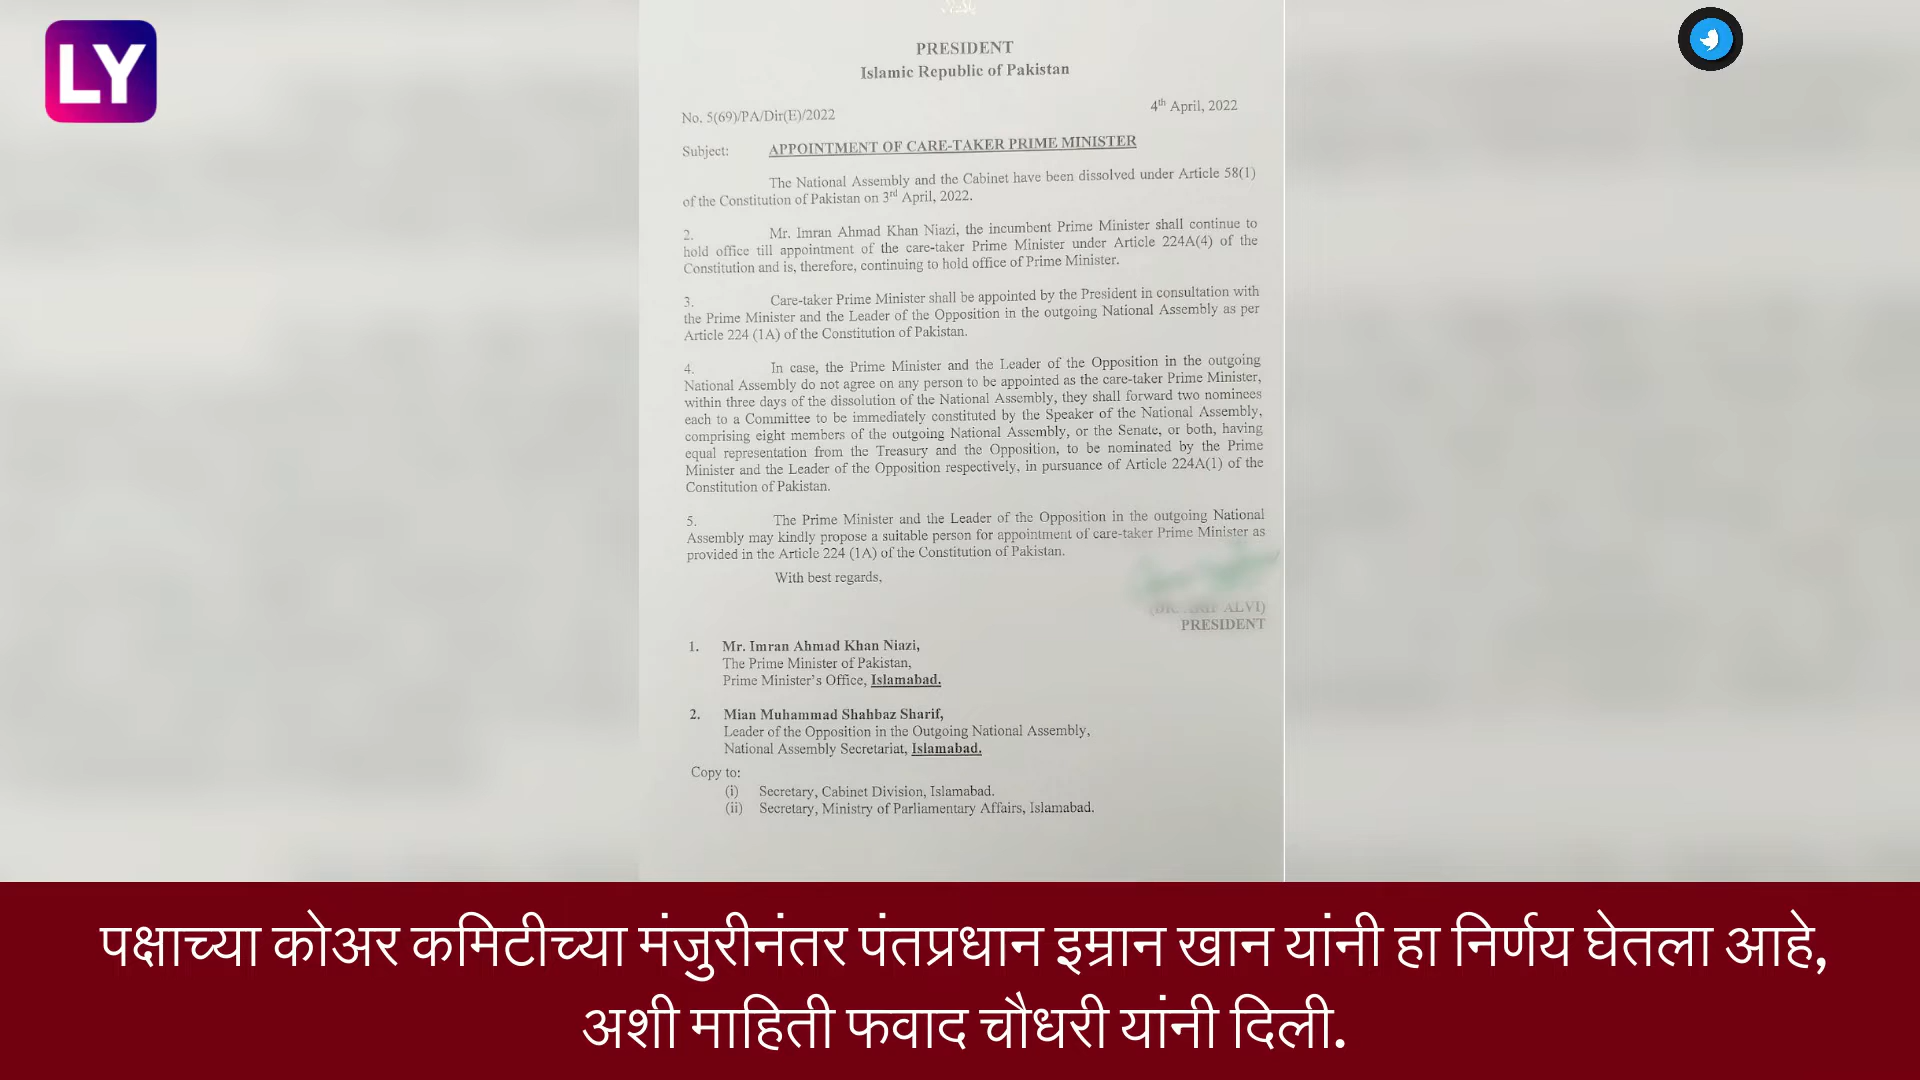 LY
PRESIDENT
Islamic Republic of Pakistan
No. 5(69)/PA/Dir(E)/2022
4th April, 2022
Subject: APPOINTMENT OF CARE-TAKER PRIME MINISTER
The National Assembly and the Cabinet have been dissolved under Article 58(1)
of the Constitution of Pakistan on 3rd April, 2022.
2. Mr. Imran Ahmad Khan Niazi, the incumbent Prime Minister shall continue to
hold office till appointment of the care-taker Prime Minister under Article 224A(4) of the
Constitution and is, therefore, continuing to hold office of Prime Minister.
3. Care-taker Prime Minister shall be appointed by the President in consultation with
the Prime Minister and the Leader of the Opposition in the outgoing National Assembly as per
Article 224 (1A) of the Constitution of Pakistan.
4. In case, the Prime Minister and the Leader of the Opposition in the outgoing
National Assembly do not agree on any person to be appointed as the care-taker Prime Minister,
within three days of the dissolution of the National Assembly, they shall forward two nominees
each to a Committee to be immediately constituted by the Speaker of the National Assembly,
comprising eight members of the outgoing National Assembly, or the Senate, or both, having
equal representation from the Treasury and the Opposition, to be nominated by the Prime
Minister and the Leader of the Opposition respectively, in pursuance of Article 224A(1) of the
Constitution of Pakistan.
5. The Prime Minister and the Leader of the Opposition in the outgoing National
Assembly may kindly propose a suitable person for appointment of care-taker Prime Minister as
provided in the Article 224 (1A) of the Constitution of Pakistan.
With best regards,
ALVI)
PRESIDENT
1. Mr. Imran Ahmad Khan Niazi,
The Prime Minister of Pakistan,
Prime Minister's Office, Islamabad.
2. Mian Muhammad Shahbaz Sharif,
Leader of the Opposition in the Outgoing National Assembly,
National Assembly Secretariat, Islamabad.
Copy to:
(i) Secretary, Cabinet Division, Islamabad.
(ii) Secretary, Ministry of Parliamentary Affairs, Islamabad.
पक्षाच्या कोअर कमिटीच्या मंजुरीनंतर पंतप्रधान इम्रान खान यांनी हा निर्णय घेतला आहे,
अशी माहिती फवाद चौधरी यांनी दिली.